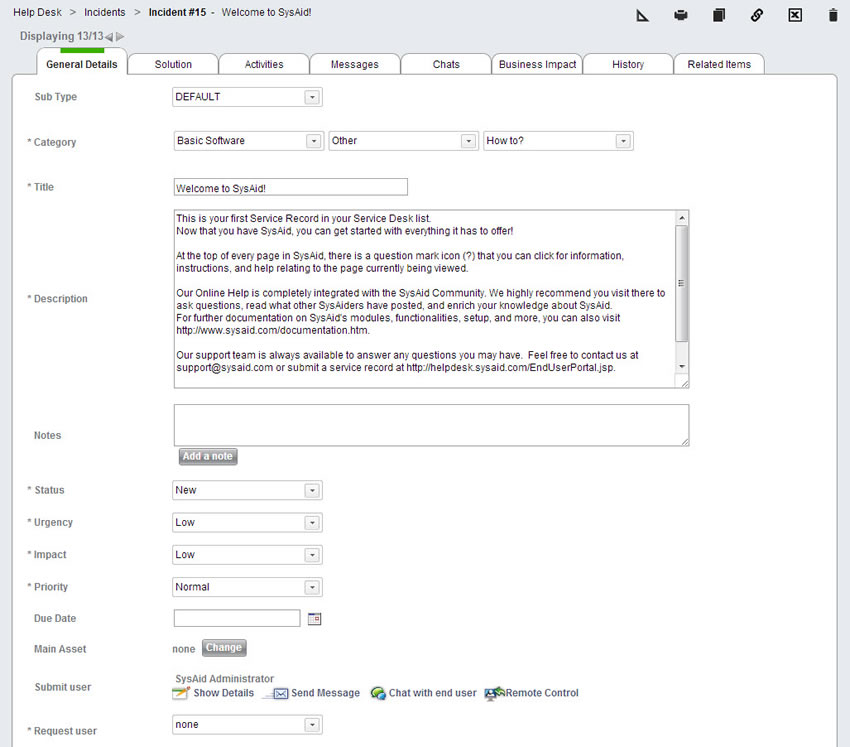 Help Desk > Incidents > Incident #15 - Welcome to SysAid!
Displaying 13/13
General Details Solution Activities Messages Chats Business Impact History Related Items
Sub Type DEFAULT
* Category Basic Software Other How to?
* Title Welcome to SysAid!
This is your first Service Record in your Service Desk list.
Now that you have SysAid, you can get started with everything it has to offer!
At the top of every page in SysAid, there is a question mark icon (?) that you can click for information,
instructions, and help relating to the page currently being viewed.
Our Online Help is completely integrated with the SysAid Community. We highly recommend you visit there to
* Description
ask questions, read what other SysAiders have posted, and enrich your knowledge about SysAid.
For further documentation on SysAid's modules, functionalities, setup, and more, you can also visit
http://www.sysaid.com/documentation.htm.
Our support team is always available to answer any questions you may have.  Feel free to contact us at
support@sysaid.com or submit a service record at http://helpdesk.sysaid.com/EndUserPortal.jsp.
Notes
Add a note
* Status New
* Urgency Low
* Impact Low
* Priority Normal
Due Date
Main Asset none Change
Submit user SysAid Administrator
Show Details Send Message Chat with end user Remote Control
* Request user none